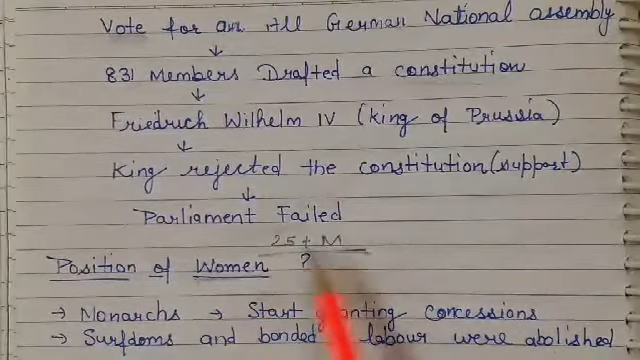 Vote for an All German National assembly
↓
831 Members Drafted a constitution
↓
Friedrich Wilhelm IV (King of Prussia)
↓
King rejected the constitution (support)
↓
Parliament Failed
25+ M
Position of Women ?
→ Monarchs → Start granting concessions
→ Surfdoms and bonded labour were abolished